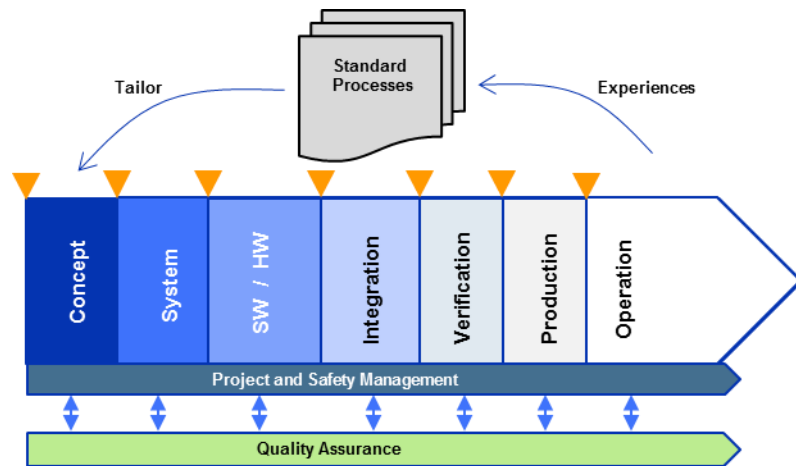 Standard
Processes
Tailor
Experiences
Concept
System
SW / HW
Integration
Verification
Production
Operation
Project and Safety Management
Quality Assurance